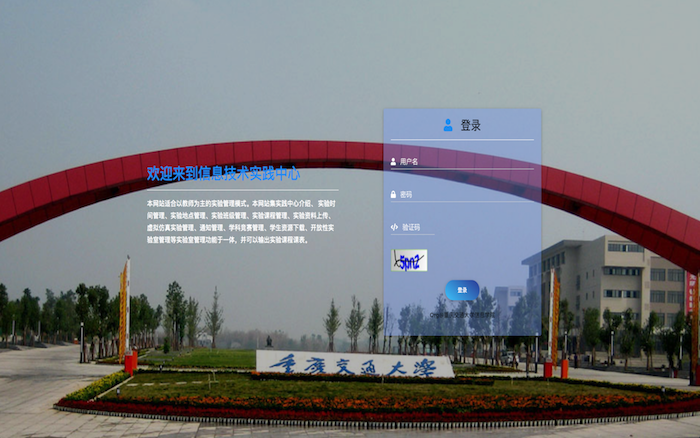 登录
欢迎来到信息技术实践中心
用户名
本网站适合以教师为主的实验管理模式。本网站集实践中心介绍、实验时
间管理、实验地点管理、实验班级管理、实验课程管理、实验资料上传、
虚拟仿真实验管理、通知管理、学科竞赛管理、学生资源下载、开放性实
验室管理等实验室管理功能于一体，并可以输出实验课程课表。
密码
验证码
登录
重庆交通大学